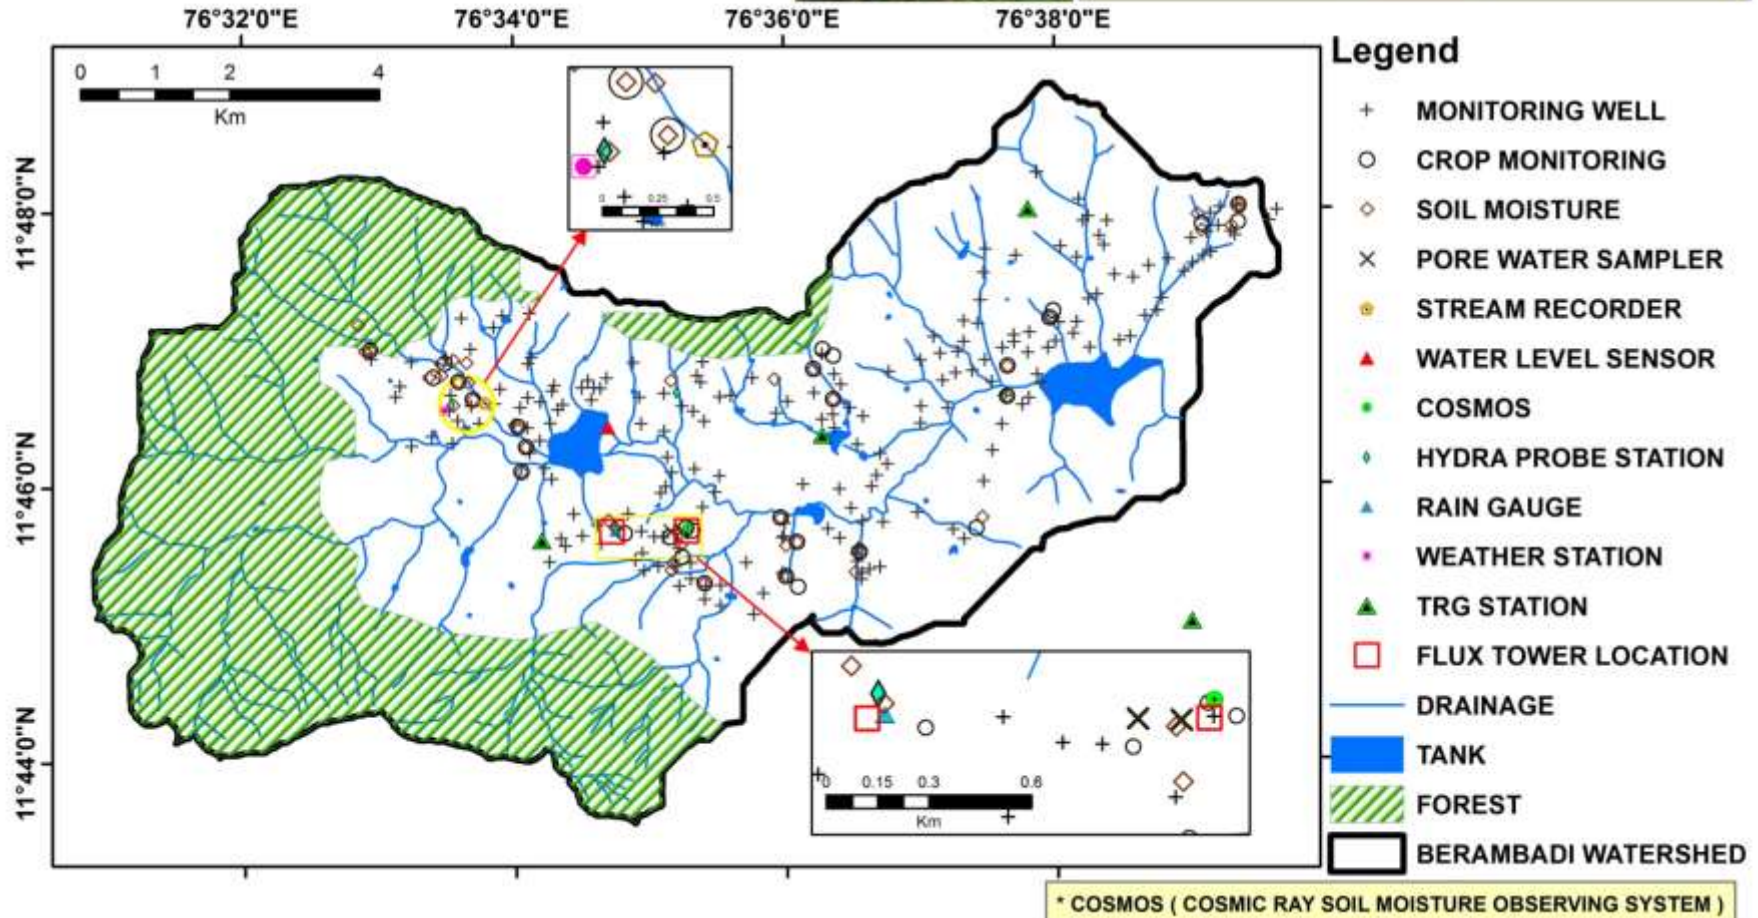 76°32'0"E 76°34'0"E 76°36'0"E 76°38'0"E
0 1 2 4
Km
11°48'0"N
11°46'0"N
11°44'0"N
0 0.25 0.5
0 0.15 0.3 0.6
Km
Legend
MONITORING WELL
CROP MONITORING
SOIL MOISTURE
PORE WATER SAMPLER
STREAM RECORDER
WATER LEVEL SENSOR
COSMOS
HYDRA PROBE STATION
RAIN GAUGE
WEATHER STATION
TRG STATION
FLUX TOWER LOCATION
DRAINAGE
TANK
FOREST
BERAMBADI WATERSHED
* COSMOS ( COSMIC RAY SOIL MOISTURE OBSERVING SYSTEM )